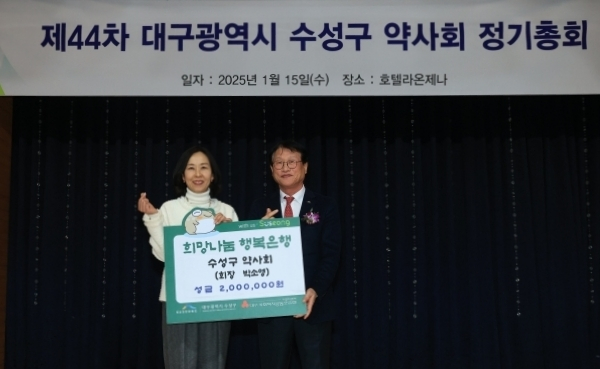 제44차 대구광역시 수성구 약사회 정기총회
일자 : 2025년 1월 15일(수) 장소 : 호텔라온제나
Suseong
희망나눔 행복은행
수성구 약사회
(회장 박소영)
성금 2,000,000원